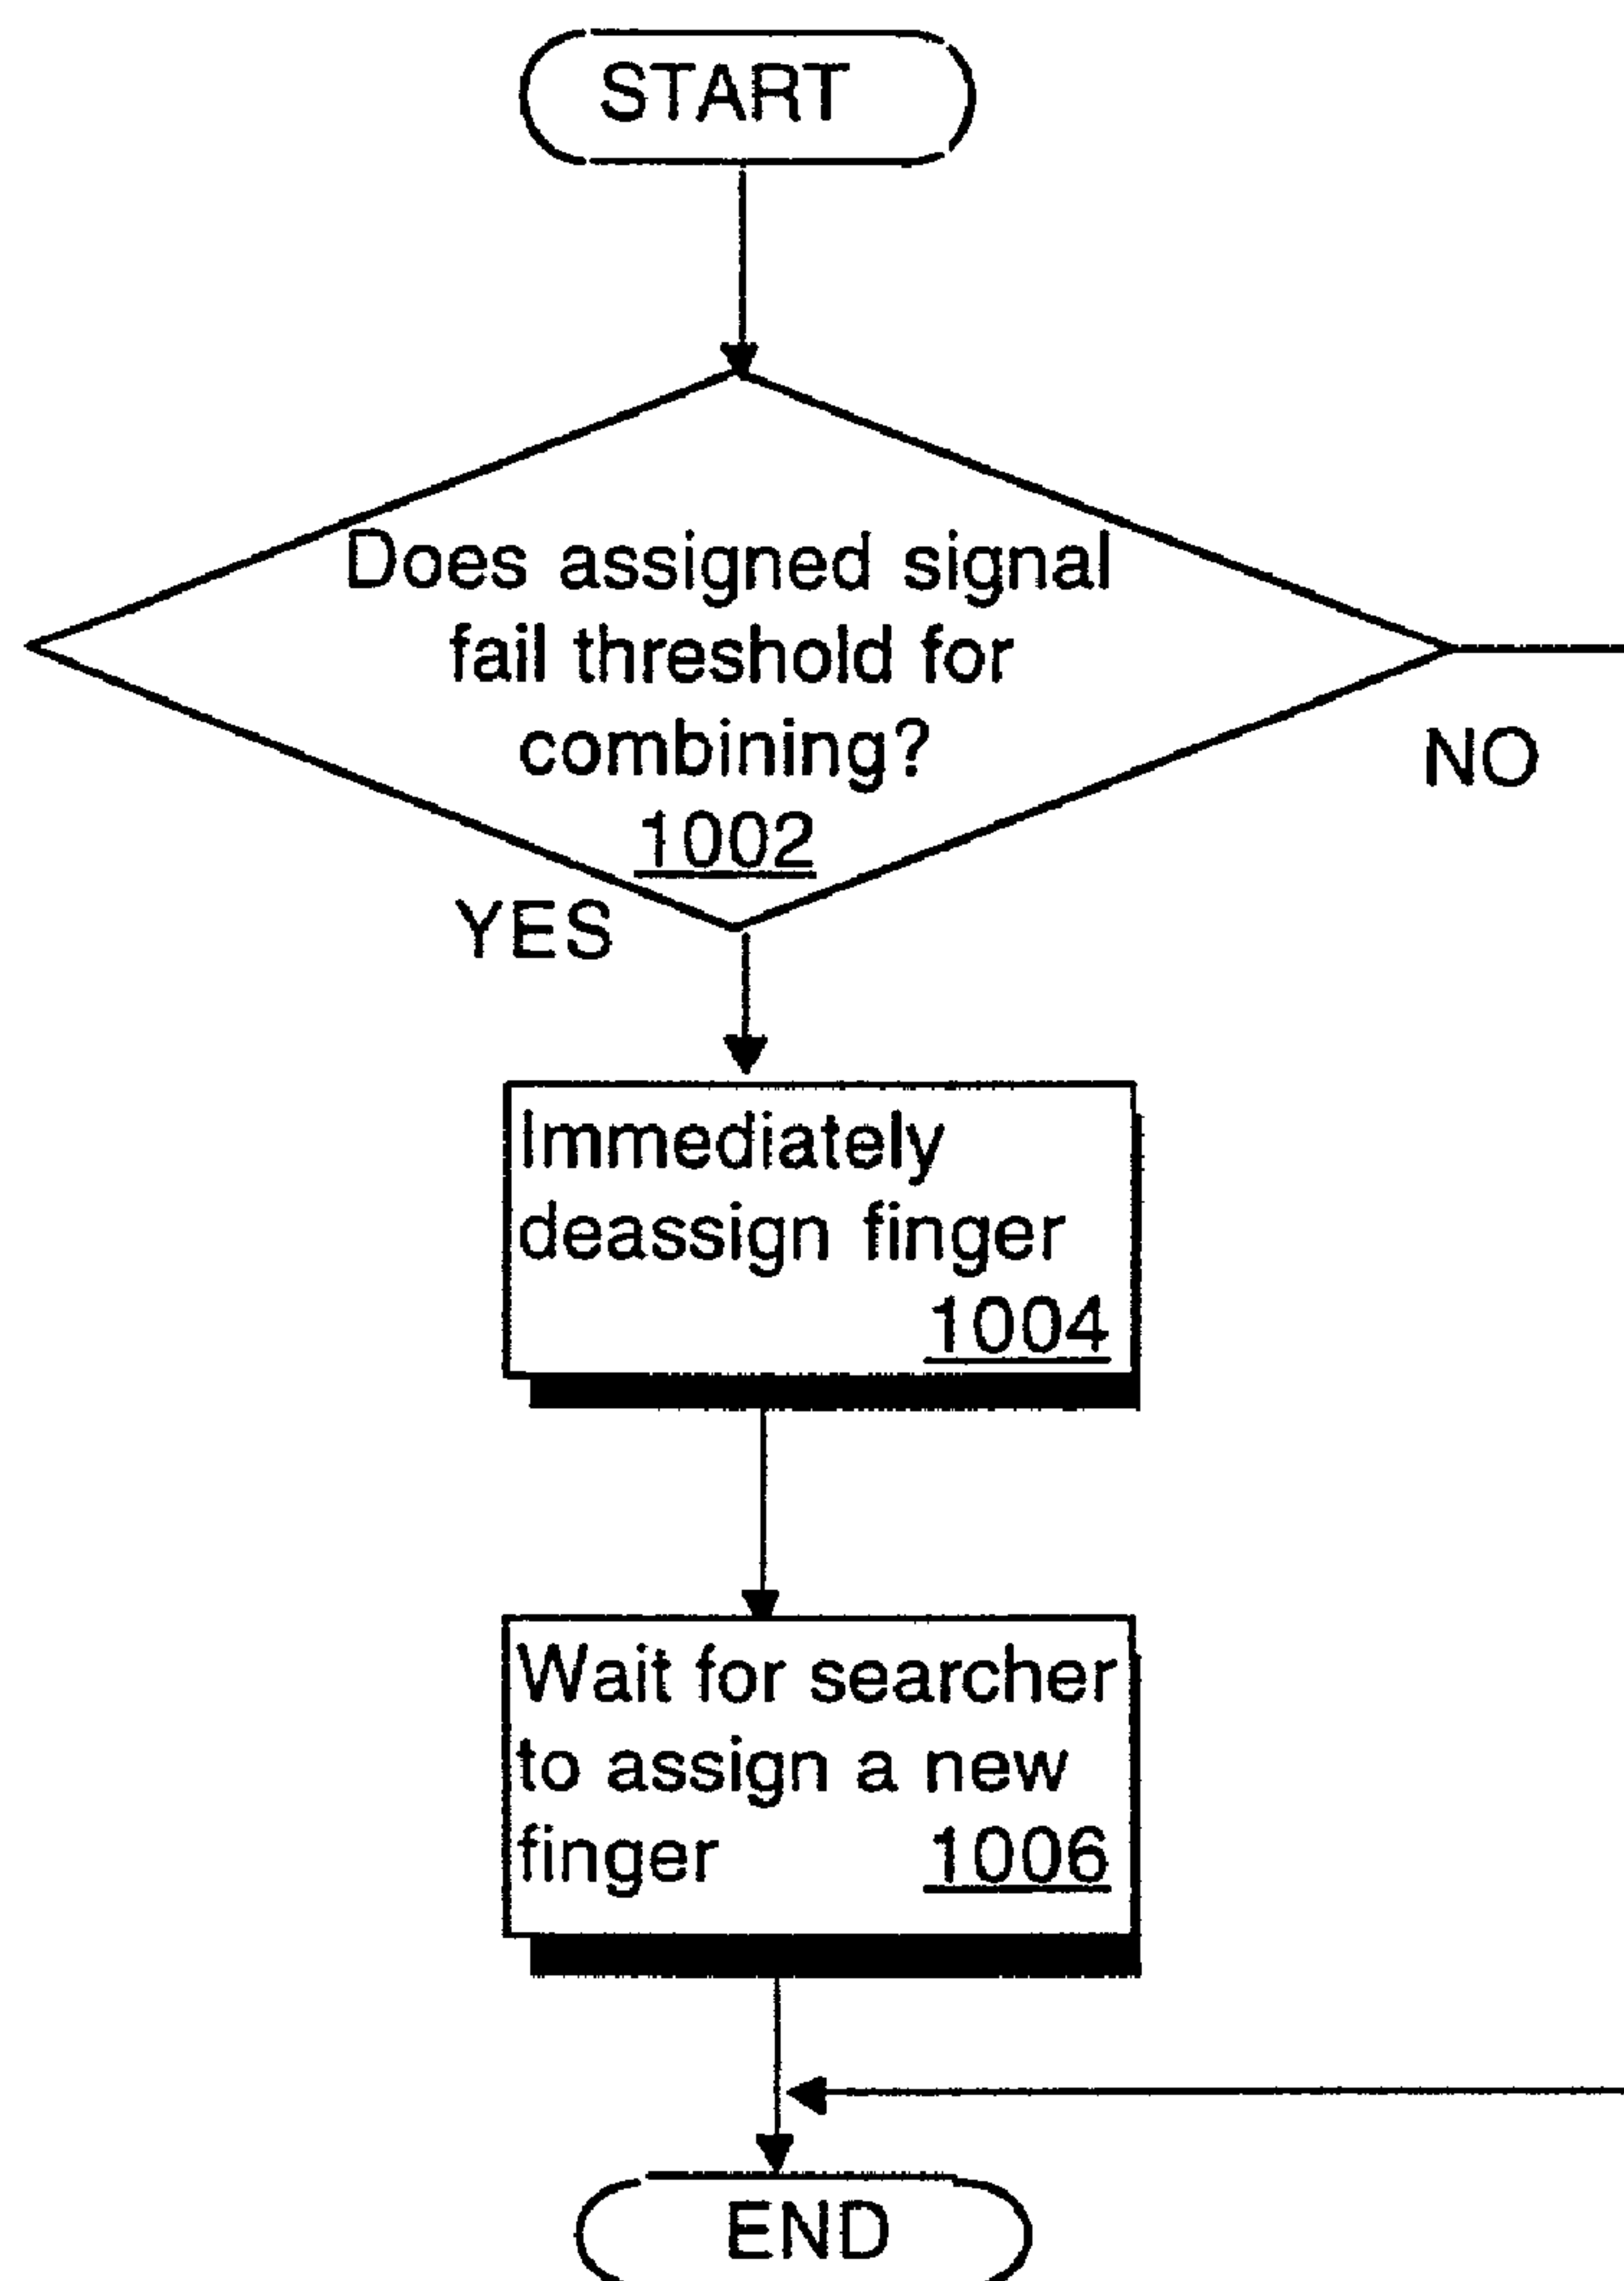 START
Does assigned signal
fail threshold for
combining?
1002
NO
YES
Immediately
deassign finger
1004
Wait for searcher
to assign a new
finger 1006
END